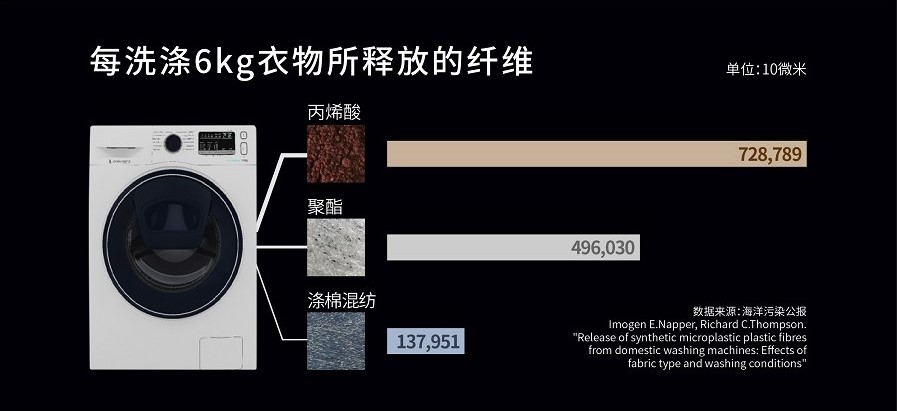 每洗涤6kg衣物所释放的纤维
单位：10微米
丙烯酸
728,789
聚酯
496,030
涤棉混纺
137,951
数据来源：海洋污染公报
Imogen E.Napper, Richard C.Thompson.
"Release of synthetic microplastic plastic fibres
from domestic washing machines: Effects of
fabric type and washing conditions"